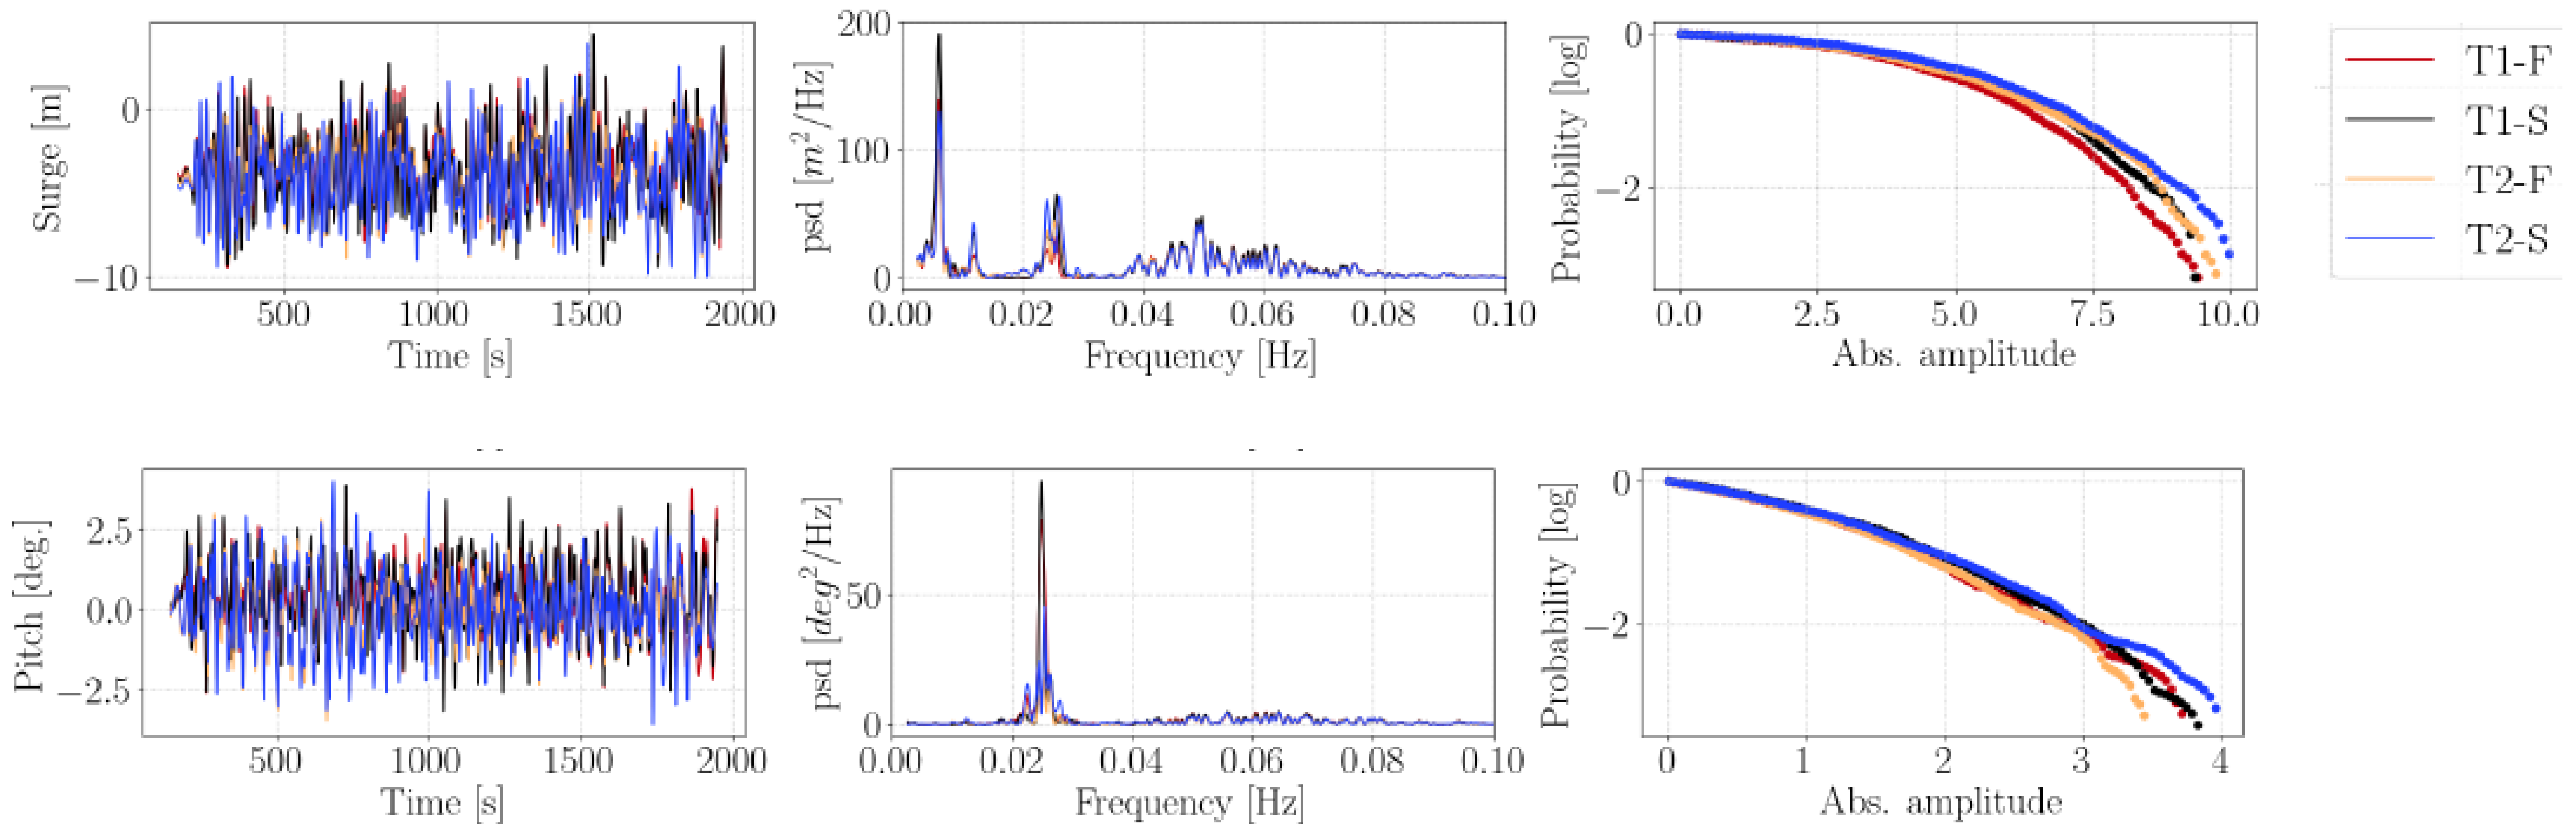 Surge [m]
0
−10
500 1000 1500 2000
Time [s]
psd [m²/Hz]
200
100
0
0.00 0.02 0.04 0.06 0.08 0.10
Frequency [Hz]
Probability [log]
0
−2
0.0 2.5 5.0 7.5 10.0
Abs. amplitude
T1-F
T1-S
T2-F
T2-S
Pitch [deg.]
2.5
0.0
−2.5
500 1000 1500 2000
Time [s]
psd [deg²/Hz]
50
0
0.00 0.02 0.04 0.06 0.08 0.10
Frequency [Hz]
Probability [log]
0
−2
0 1 2 3 4
Abs. amplitude